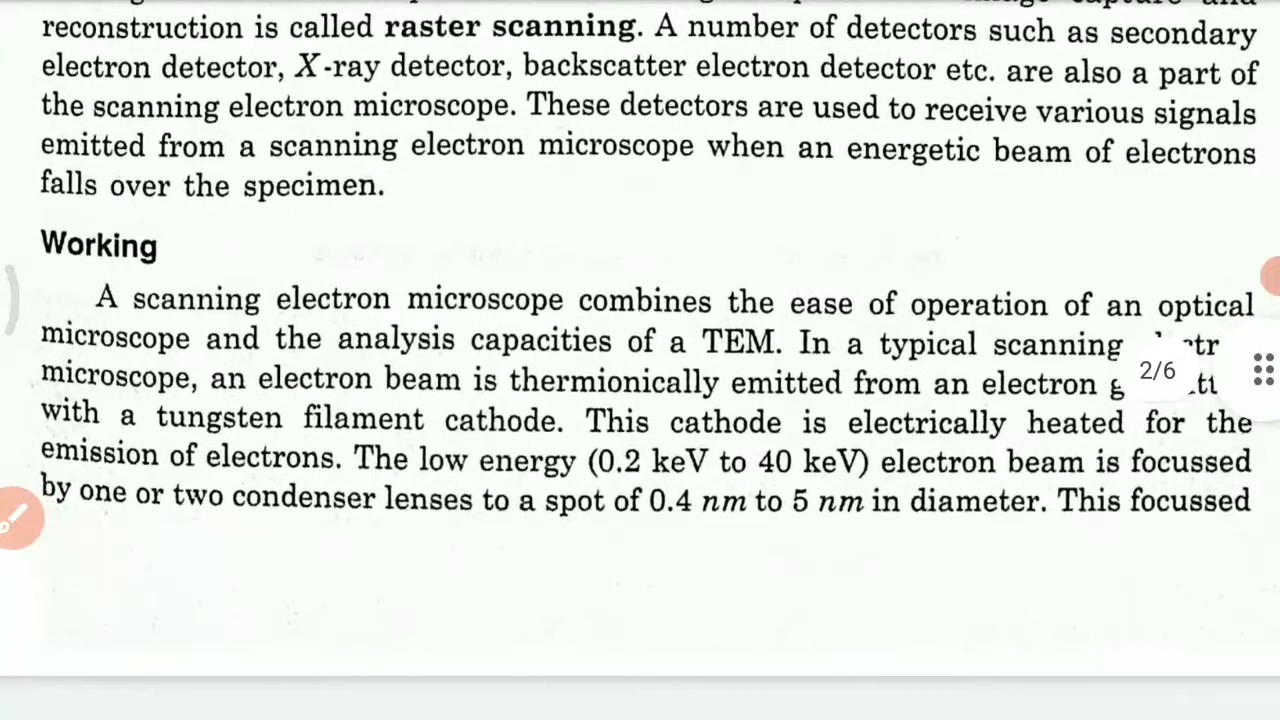 reconstruction is called raster scanning. A number of detectors such as secondary
electron detector, X-ray detector, backscatter electron detector etc. are also a part of
the scanning electron microscope. These detectors are used to receive various signals
emitted from a scanning electron microscope when an energetic beam of electrons
falls over the specimen.
Working
A scanning electron microscope combines the ease of operation of an optical
microscope and the analysis capacities of a TEM. In a typical scanning
microscope, an electron beam is thermionically emitted from an electron
2/6
with a tungsten filament cathode. This cathode is electrically heated for the
emission of electrons. The low energy (0.2 keV to 40 keV) electron beam is focussed
by one or two condenser lenses to a spot of 0.4 nm to 5 nm in diameter. This focussed